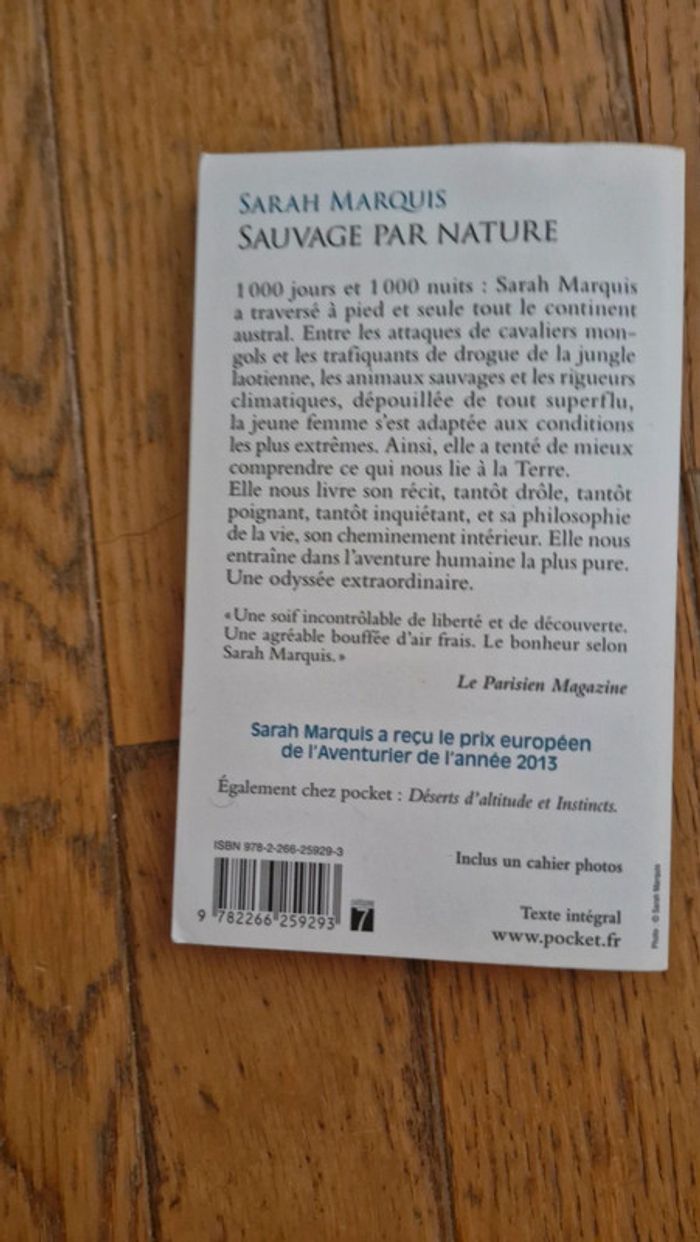 SARAH MARQUIS
SAUVAGE PAR NATURE
1 000 jours et 1 000 nuits : Sarah Marquis
a traversé à pied et seule tout le continent
austral. Entre les attaques de cavaliers mon-
gols et les trafiquants de drogue de la jungle
laotienne, les animaux sauvages et les rigueurs
climatiques, dépouillée de tout superflu,
la jeune femme s'est adaptée aux conditions
les plus extrêmes. Ainsi, elle a tenté de mieux
comprendre ce qui nous lie à la Terre.
Elle nous livre son récit, tantôt drôle, tantôt
poignant, tantôt inquiétant, et sa philosophie
de la vie, son cheminement intérieur. Elle nous
entraîne dans l'aventure humaine la plus pure.
Une odyssée extraordinaire.
« Une soif incontrôlable de liberté et de découverte.
Une agréable bouffée d'air frais. Le bonheur selon
Sarah Marquis. »
Le Parisien Magazine
Sarah Marquis a reçu le prix européen
de l'Aventurier de l'année 2013
Également chez pocket : Déserts d'altitude et Instincts.
ISBN 978-2-266-25929-3
9 782266 259293
7
Inclus un cahier photos
Texte intégral
www.pocket.fr
Photo : © Sarah Marquis